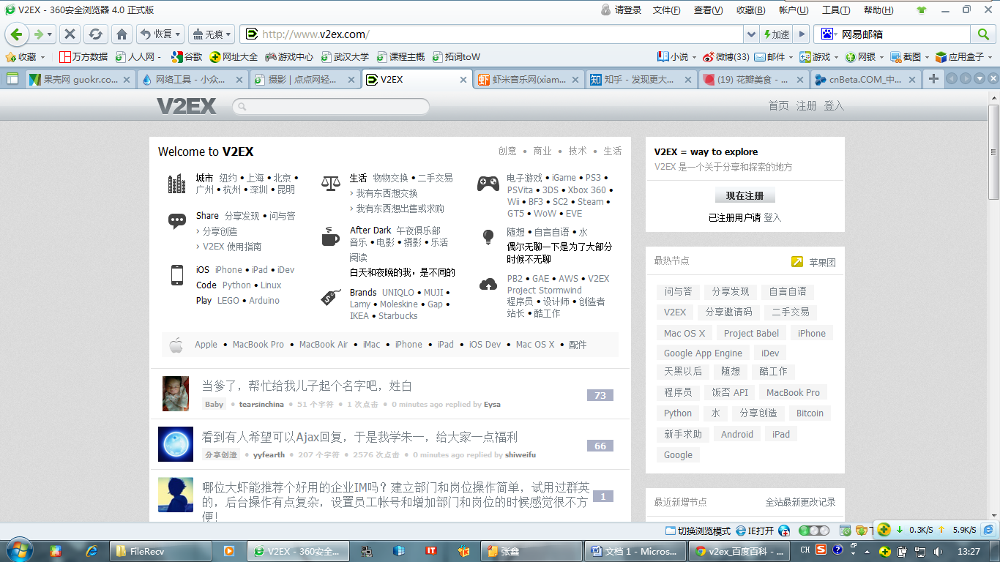 V2EX - 360安全浏览器 4.0 正式版
请登录 文件(F) 查看(V) 收藏(B) 帐户(U) 工具(T) 帮助(H)
恢复 无痕 http://www.v2ex.com/ 加速 网易邮箱
收藏 万方数据 人人网 - 谷歌 网址大全 游戏中心 武汉大学 课程主概 拓词toW 小说 微博(33) 邮件 游戏 网银 截图 应用盒子
果壳网 guokr.co... 网络工具 - 小众... 摄影 | 点点网轻... V2EX 虾米音乐网(xiam... 知乎 - 发现更大... (19) 花瓣美食 - ... cnBeta.COM_中...
V2EX 首页 注册 登入
Welcome to V2EX 创意 • 商业 • 技术 • 生活
城市 纽约 • 上海 • 北京 •
广州 • 杭州 • 深圳 • 昆明
Share 分享发现 • 问与答
› 分享创造
› V2EX 使用指南
iOS iPhone • iPad • iDev
Code Python • Linux
Play LEGO • Arduino
生活 物物交换 • 二手交易
› 我有东西想交换
› 我有东西想出售或求购
After Dark 午夜俱乐部
音乐 • 电影 • 摄影 • 乐活
阅读
白天和夜晚的我，是不同的
Brands UNIQLO • MUJI •
Lamy • Moleskine • Gap •
IKEA • Starbucks
电子游戏 • iGame • PS3 •
PSVita • 3DS • Xbox 360 •
Wii • BF3 • SC2 • Steam •
GT5 • WoW • EVE
随想 • 自言自语 • 水
偶尔无聊一下是为了大部分
时候不无聊
PB2 • GAE • AWS • V2EX
Project Stormwind
程序员 • 设计师 • 创造者
站长 • 酷工作
Apple • MacBook Pro • MacBook Air • iMac • iPhone • iPad • iOS Dev • Mac OS X • 配件
当爹了，帮忙给我儿子起个名字吧，姓白
73
Baby • tearsinchina • 51 个字符 • 1 次点击 • 0 minutes ago replied by Eysa
看到有人希望可以Ajax回复，于是我学朱一，给大家一点福利
66
分享创造 • yyfearth • 207 个字符 • 2576 次点击 • 0 minutes ago replied by shiweifu
哪位大虾能推荐个好用的企业IM吗？建立部门和岗位操作简单，试用过群英
的，后台操作有点复杂，设置员工帐号和增加部门和岗位的时候感觉很不方
便！
1
V2EX = way to explore
V2EX 是一个关于分享和探索的地方
现在注册
已注册用户请 登入
最热节点 苹果团
问与答 分享发现 自言自语
V2EX 分享邀请码 二手交易
Mac OS X Project Babel iPhone
Google App Engine iDev
天黑以后 随想 酷工作
程序员 饭否 API MacBook Pro
Python 水 分享创造 Bitcoin
新手求助 Android iPad
Google
最近新增节点 全站最新更改记录
切换浏览模式 IE打开 0.3K/S 5.9K/S
FileRecv V2EX - 360安全... IT 张鑫 文档 1 - Micros... v2ex_百度百科 - ... CH 13:27